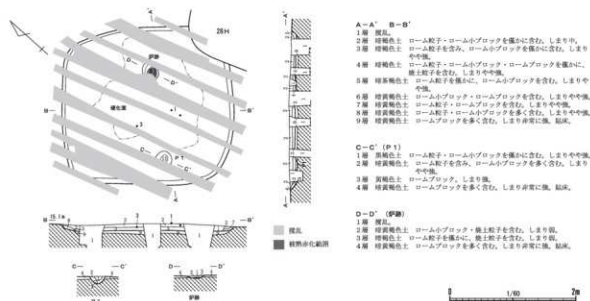 26H
A
A'
炉跡
D
D'
硬化面
B
B'
C
P1
C'
15.1m
B
B'
撹乱
被熱赤化範囲
C
C'
D
D'
P1
炉跡
A－A'　B－B'
1層　撹乱。
2層　暗褐色土　ローム粒子・ローム小ブロックを僅かに含む。しまり中。
3層　暗褐色土　ローム粒子を含み、ローム小ブロックを僅かに含む。しまりやや強。
4層　暗褐色土　ローム粒子・ローム小ブロック・ロームブロックを僅かに、焼土粒子を含む。しまりやや強。
5層　暗茶褐色土　ローム粒子を僅かに、ローム小ブロックを含む。しまりやや強。
6層　暗黄褐色土　ローム小ブロック・ロームブロックを含む。しまりやや強。
7層　暗黄褐色土　ローム粒子・ロームブロックを含む。しまりやや強。
8層　暗黄褐色土　ローム粒子・ローム小ブロックを多く含む。しまりやや強。
9層　暗黄褐色土　ロームブロックを多く含む。しまり非常に強。貼床。
C－C'（P1）
1層　黒褐色土　ローム粒子・ローム小ブロックを僅かに含む。しまりやや強。
2層　暗黄褐色土　ローム粒子を多く、ローム小ブロックを含む。しまりやや強。
3層　黄褐色土　ロームブロック。しまり強。
4層　暗黄褐色土　ロームブロックを多く含む。しまり非常に強。貼床。
D－D'（炉跡）
1層　撹乱。
2層　暗黄褐色土　ローム小ブロック・焼土粒子を含む。しまり弱。
3層　暗褐色土　ローム粒子を僅かに、焼土粒子を含む。しまり弱。
4層　暗黄褐色土　ロームブロックを多く含む。しまり非常に強。貼床。
0　1/60　2m